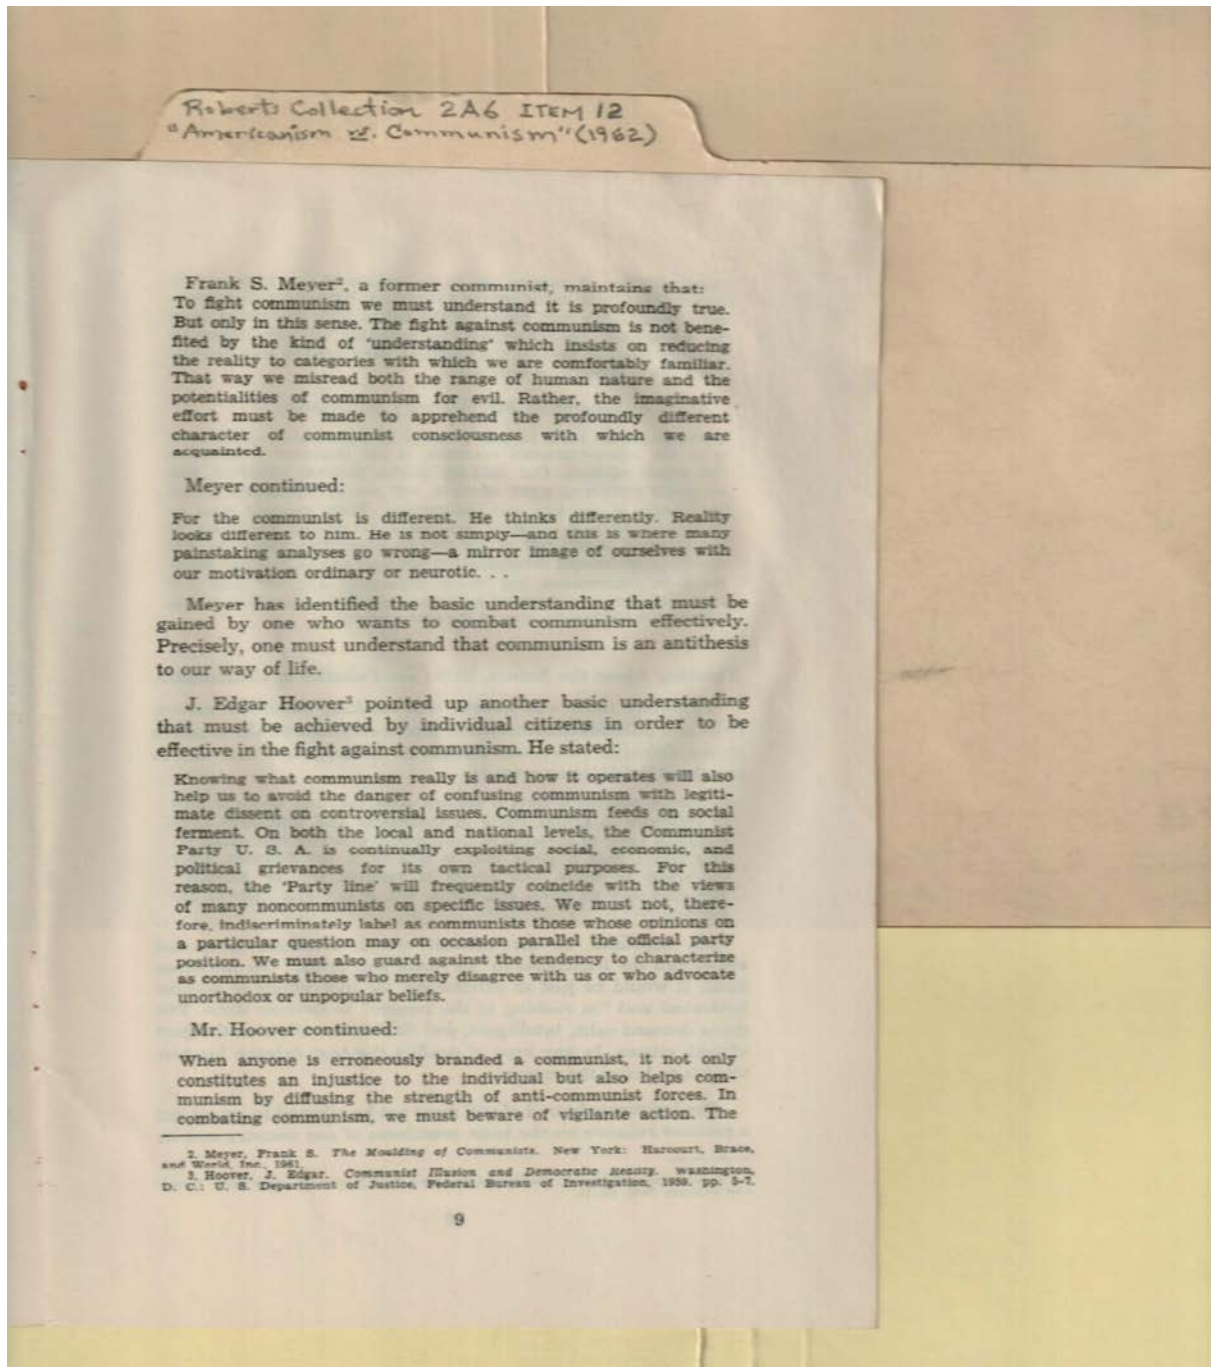 Roberts Collection 2A6 ITEM 12
"Americanism vs. Communism" (1962)
Frank S. Meyer², a former communist, maintains that:
To fight communism we must understand it is profoundly true.
But only in this sense. The fight against communism is not bene-
fited by the kind of 'understanding' which insists on reducing
the reality to categories with which we are comfortably familiar.
That way we misread both the range of human nature and the
potentialities of communism for evil. Rather, the imaginative
effort must be made to apprehend the profoundly different
character of communist consciousness with which we are
acquainted.
Meyer continued:
For the communist is different. He thinks differently. Reality
looks different to him. He is not simply—and this is where many
painstaking analyses go wrong—a mirror image of ourselves with
our motivation ordinary or neurotic. . .
Meyer has identified the basic understanding that must be
gained by one who wants to combat communism effectively.
Precisely, one must understand that communism is an antithesis
to our way of life.
J. Edgar Hoover³ pointed up another basic understanding
that must be achieved by individual citizens in order to be
effective in the fight against communism. He stated:
Knowing what communism really is and how it operates will also
help us to avoid the danger of confusing communism with legiti-
mate dissent on controversial issues. Communism feeds on social
ferment. On both the local and national levels, the Communist
Party U. S. A. is continually exploiting social, economic, and
political grievances for its own tactical purposes. For this
reason, the 'Party line' will frequently coincide with the views
of many noncommunists on specific issues. We must not, there-
fore, indiscriminately label as communists those whose opinions on
a particular question may on occasion parallel the official party
position. We must also guard against the tendency to characterize
as communists those who merely disagree with us or who advocate
unorthodox or unpopular beliefs.
Mr. Hoover continued:
When anyone is erroneously branded a communist, it not only
constitutes an injustice to the individual but also helps com-
munism by diffusing the strength of anti-communist forces. In
combating communism, we must beware of vigilante action. The
2. Meyer, Frank S. The Moulding of Communists. New York: Harcourt, Brace,
and World, Inc., 1961.
3. Hoover, J. Edgar. Communist Illusion and Democratic Reality. Washington,
D. C.: U. S. Department of Justice, Federal Bureau of Investigation, 1959. pp. 5-7.
9